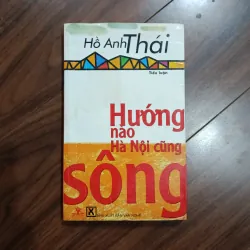 Hồ Anh Thái
Tiểu luận
Hướng
nào
Hà Nội cũng
sông